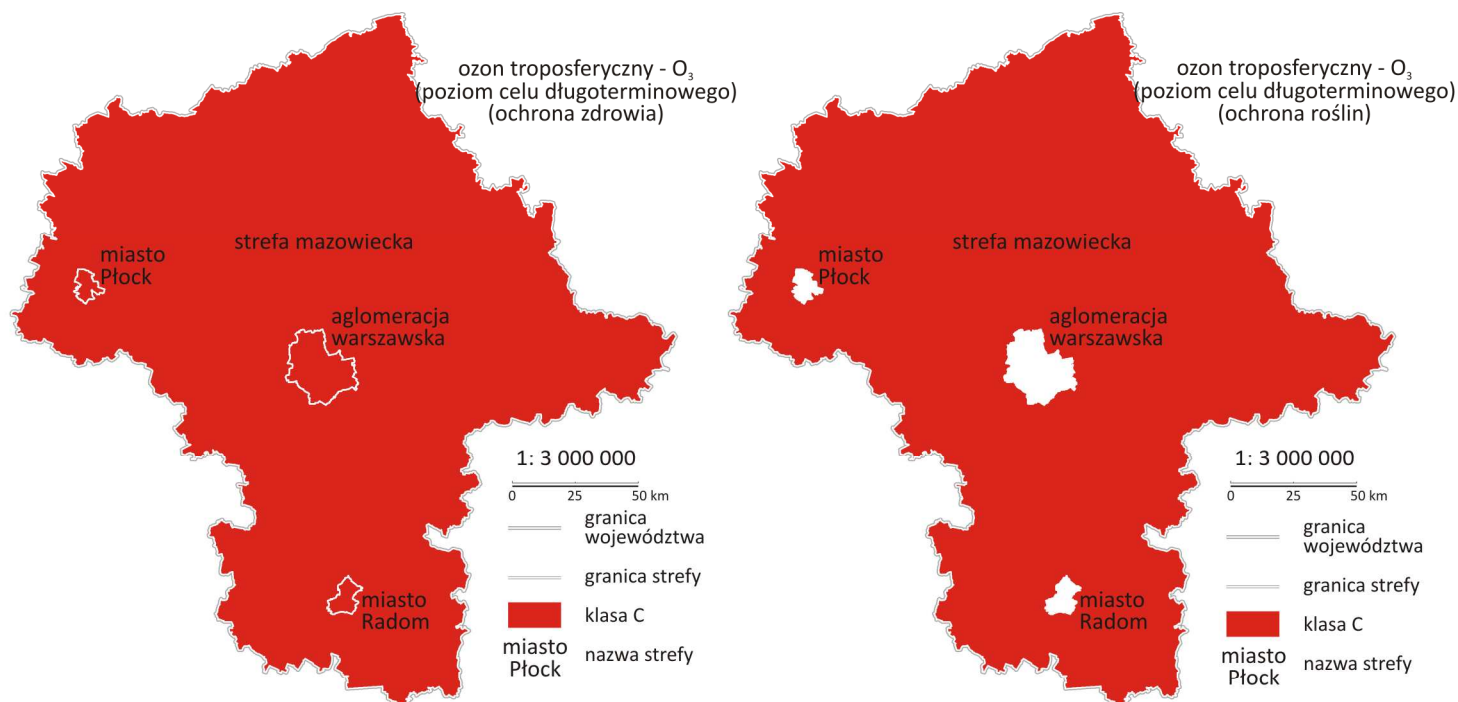 ozon troposferyczny - O₃
(poziom celu długoterminowego)
(ochrona zdrowia)
strefa mazowiecka
miasto
Płock
aglomeracja
warszawska
1: 3 000 000
0 25 50 km
granica
województwa
granica strefy
klasa C
miasto
Płock
nazwa strefy
miasto
Radom
ozon troposferyczny - O₃
(poziom celu długoterminowego)
(ochrona roślin)
strefa mazowiecka
miasto
Płock
aglomeracja
warszawska
1: 3 000 000
0 25 50 km
granica
województwa
granica strefy
klasa C
miasto
Płock
nazwa strefy
miasto
Radom